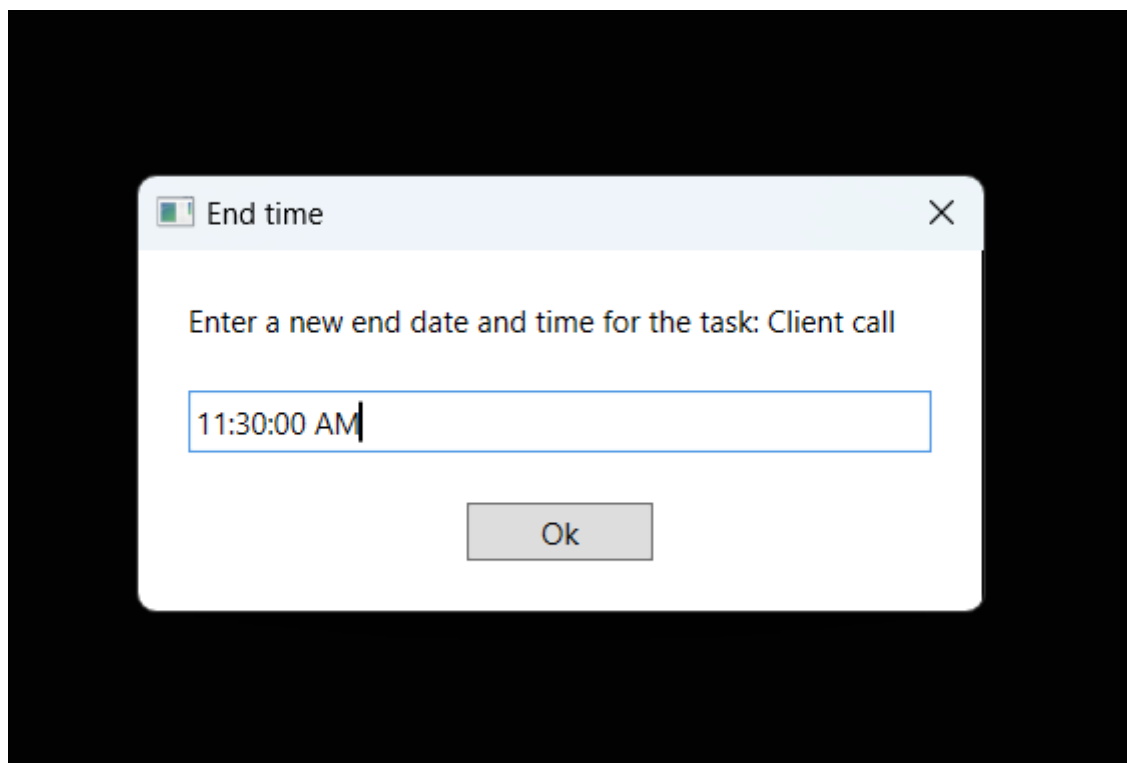 End time
Enter a new end date and time for the task: Client call
11:30:00 AM
Ok